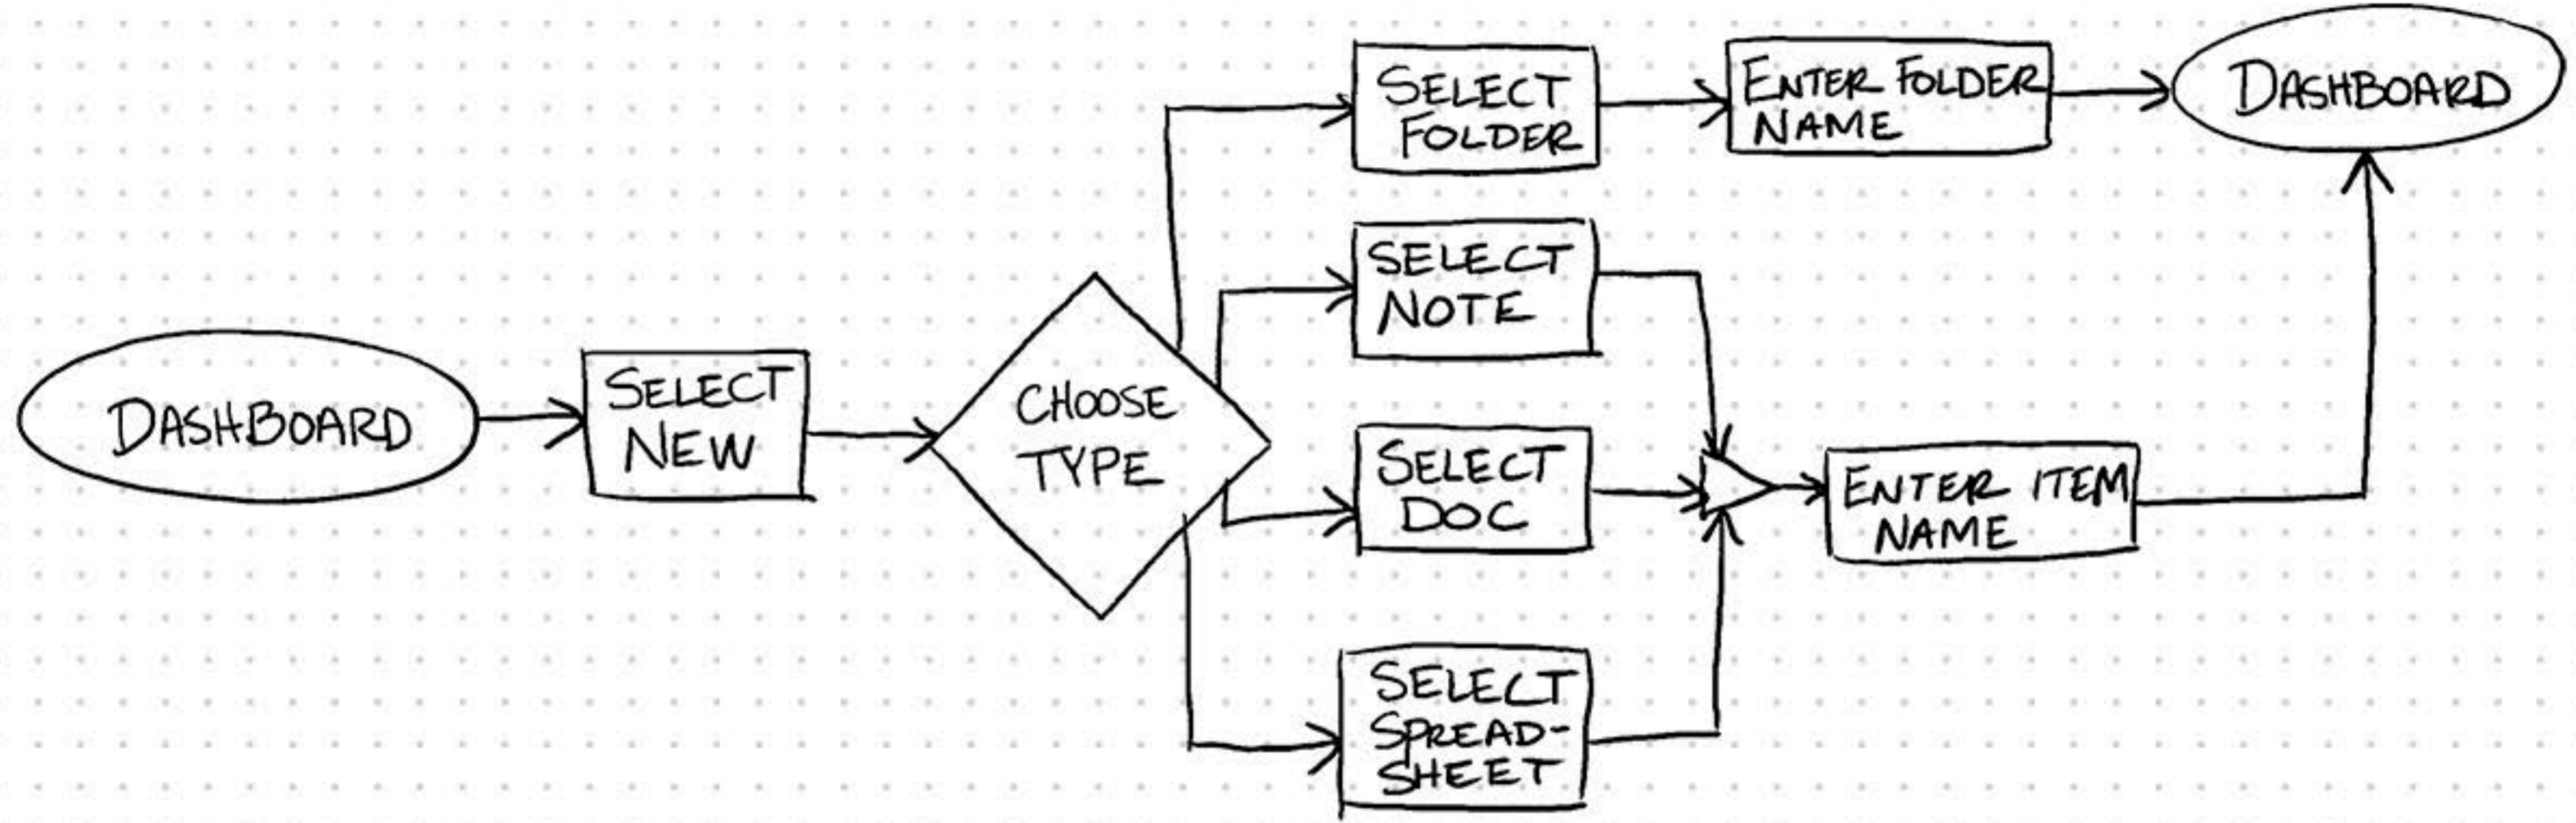 DASHBOARD
SELECT
NEW
CHOOSE
TYPE
SELECT
FOLDER
ENTER FOLDER
NAME
DASHBOARD
SELECT
NOTE
SELECT
DOC
SELECT
SPREAD-
SHEET
ENTER ITEM
NAME